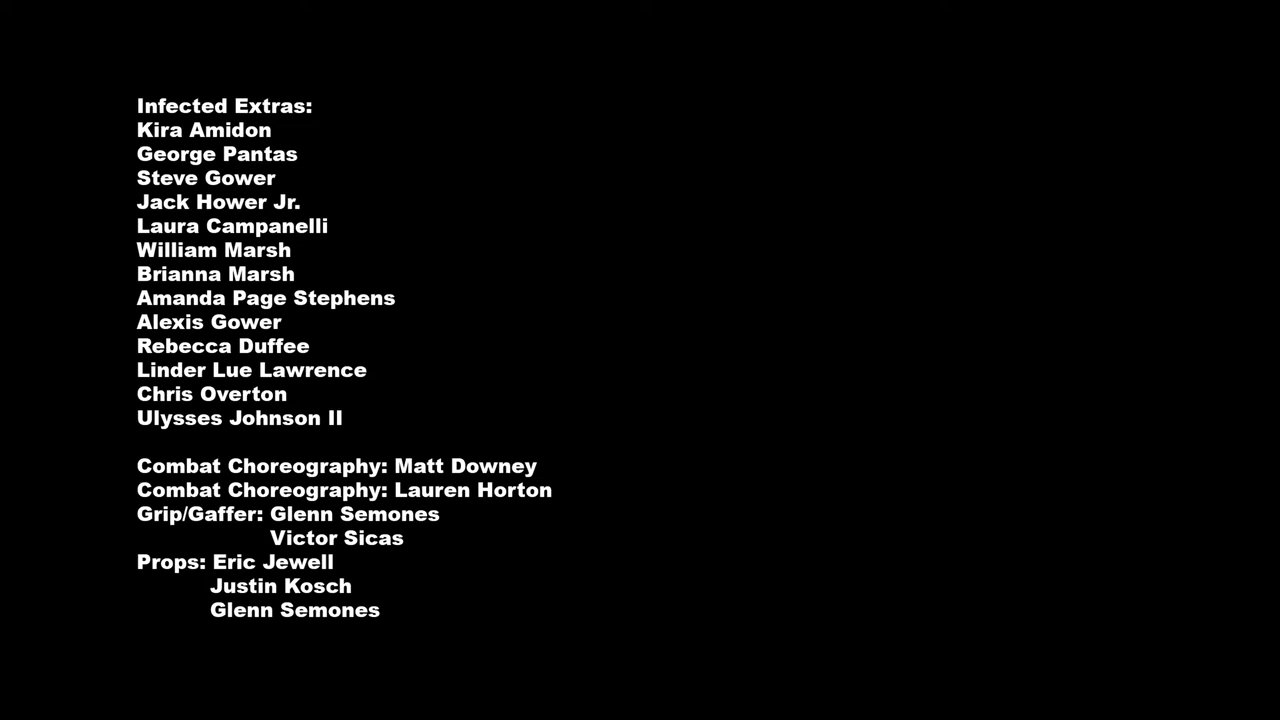 Infected Extras:
Kira Amidon
George Pantas
Steve Gower
Jack Hower Jr.
Laura Campanelli
William Marsh
Brianna Marsh
Amanda Page Stephens
Alexis Gower
Rebecca Duffee
Linder Lue Lawrence
Chris Overton
Ulysses Johnson II
Combat Choreography: Matt Downey
Combat Choreography: Lauren Horton
Grip/Gaffer: Glenn Semones
Victor Sicas
Props: Eric Jewell
Justin Kosch
Glenn Semones